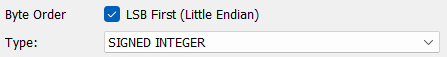 Byte Order LSB First (Little Endian)
Type: SIGNED INTEGER